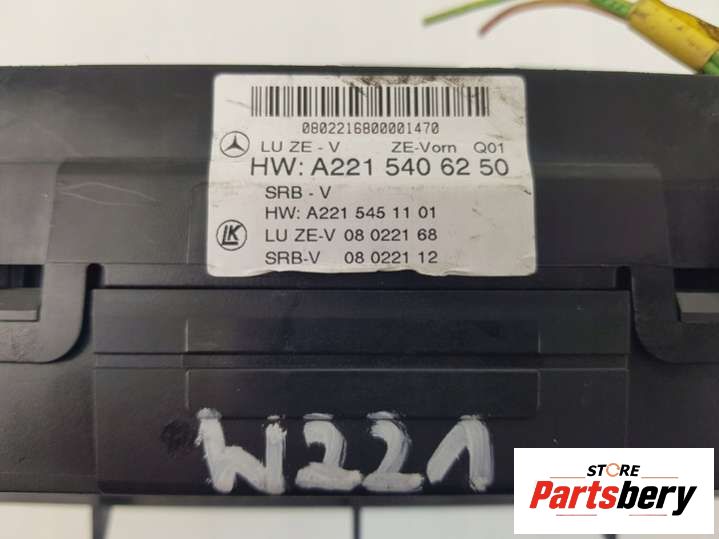 0802216800001470
LU ZE - V ZE-Vorn Q01
HW: A221 540 62 50
SRB - V
HW: A221 545 11 01
LK
LU ZE-V 08 0221 68
SRB-V 08 0221 12
W221
STORE
Partsbery